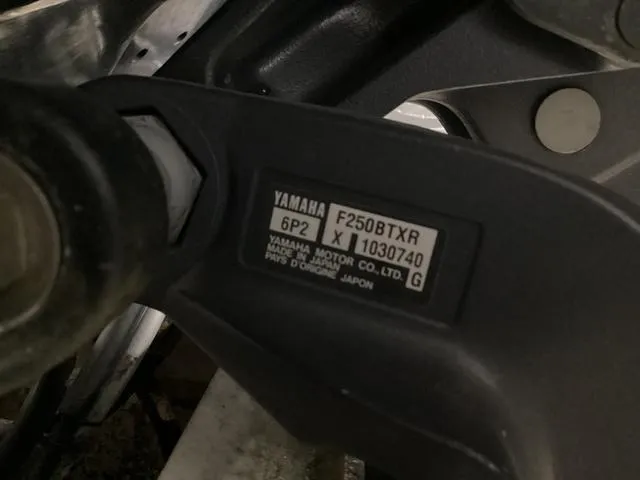 YAMAHA
F250BTXR
6P2
X 1030740
YAMAHA MOTOR CO., LTD.
MADE IN JAPAN
PAYS D'ORIGINE JAPON
G